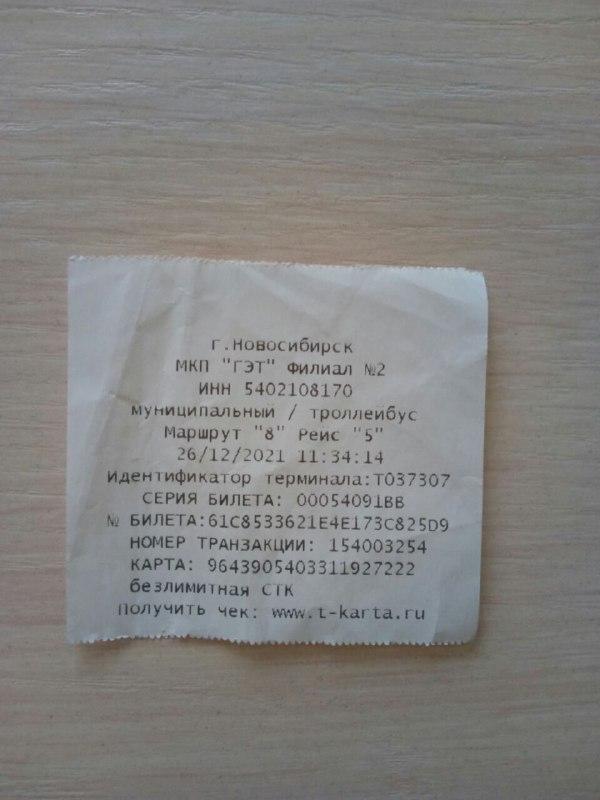 г.Новосибирск
МКП "ГЭТ" Филиал №2
ИНН 5402108170
муниципальный / троллейбус
Маршрут "8" Рейс "5"
26/12/2021 11:34:14
Идентификатор терминала:Т037307
СЕРИЯ БИЛЕТА: 00054091BB
№ БИЛЕТА:61C8533621E4E173C825D9
НОМЕР ТРАНЗАКЦИИ: 154003254
КАРТА: 9643905403311927222
безлимитная СТК
Получить чек: www.t-karta.ru